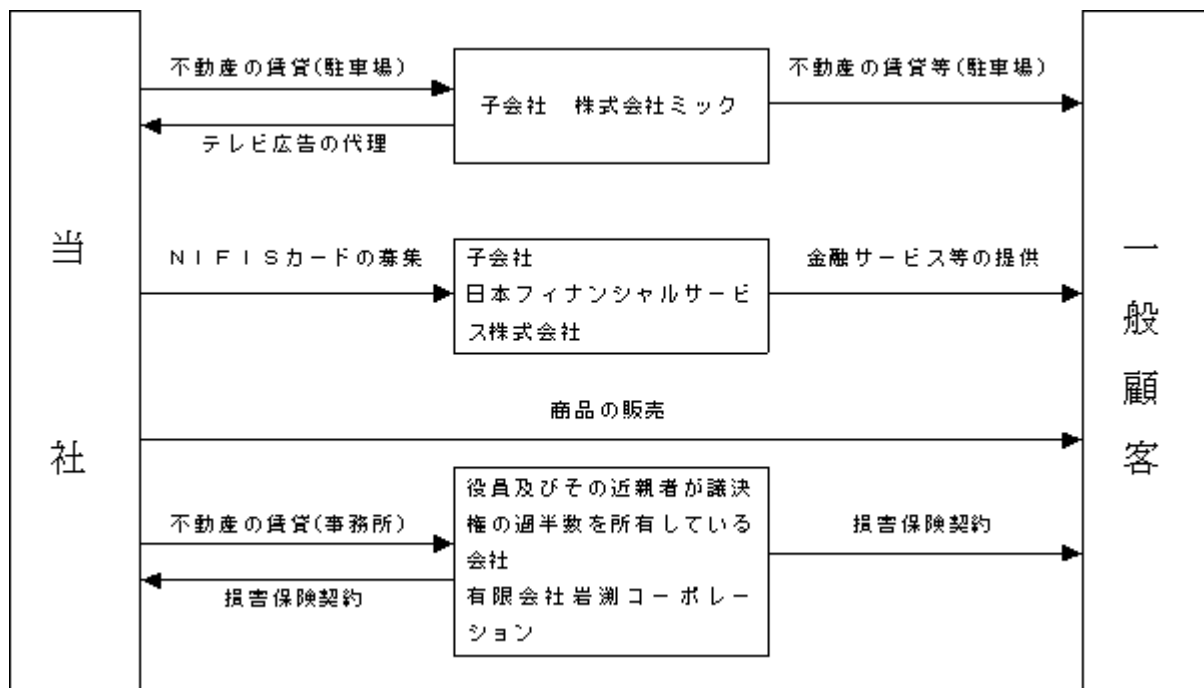 当社
不動産の賃貸(駐車場)
テレビ広告の代理
子会社　株式会社ミック
不動産の賃貸等(駐車場)
ＮＩＦＩＳカードの募集
子会社
日本フィナンシャルサービ
ス株式会社
金融サービス等の提供
商品の販売
不動産の賃貸(事務所)
損害保険契約
役員及びその近親者が議決
権の過半数を所有している
会社
有限会社岩渕コーポレー
ション
損害保険契約
一般顧客